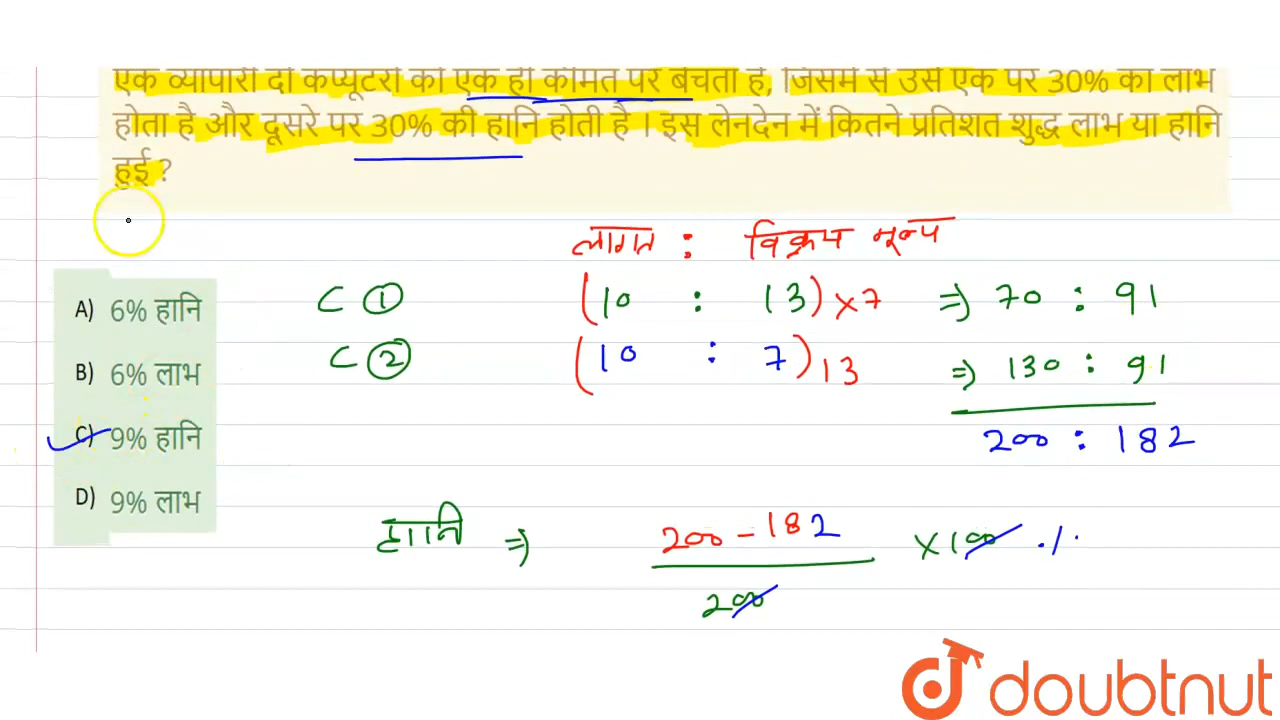 एक व्यापारी दो कंप्यूटरों को एक ही कीमत पर बेचता है, जिसमें से उसे एक पर 30% का लाभ
होता है और दूसरे पर 30% की हानि होती है । इस लेनदेन में कितने प्रतिशत शुद्ध लाभ या हानि
हुई ?
लागत : विक्रय मूल्य
A) 6% हानि
B) 6% लाभ
C) 9% हानि
D) 9% लाभ
C ① (10 : 13) x7 ⇒ 70 : 91
C ② (10 : 7) 13 ⇒ 130 : 91
200 : 182
हानि ⇒ 200 - 182 / 200 x 100 %
doubtnut